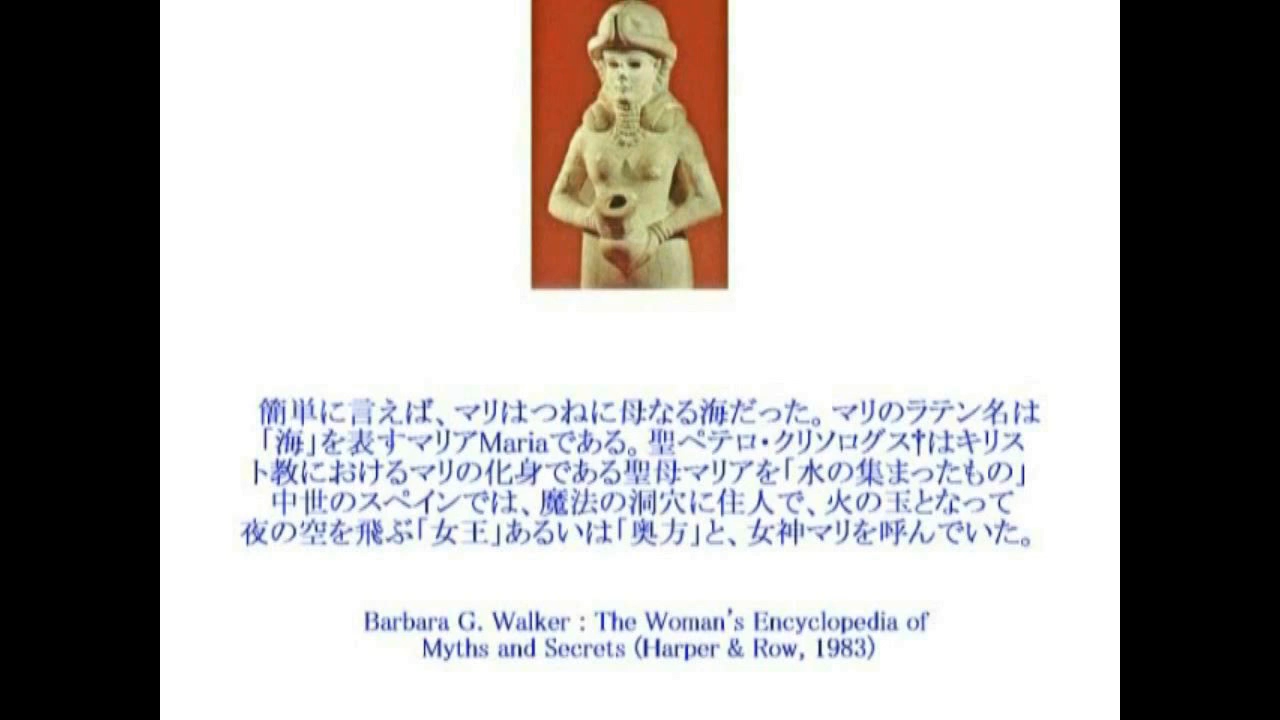 簡単に言えば、マリはつねに母なる海だった。マリのラテン名は
「海」を表すマリアMariaである。聖ペテロ・クリソログス✝はキリス
ト教におけるマリの化身である聖母マリアを「水の集まったもの」
中世のスペインでは、魔法の洞穴に住人で、火の玉となって
夜の空を飛ぶ「女王」あるいは「奥方」と、女神マリを呼んでいた。
Barbara G. Walker : The Woman's Encyclopedia of
Myths and Secrets (Harper & Row, 1983)